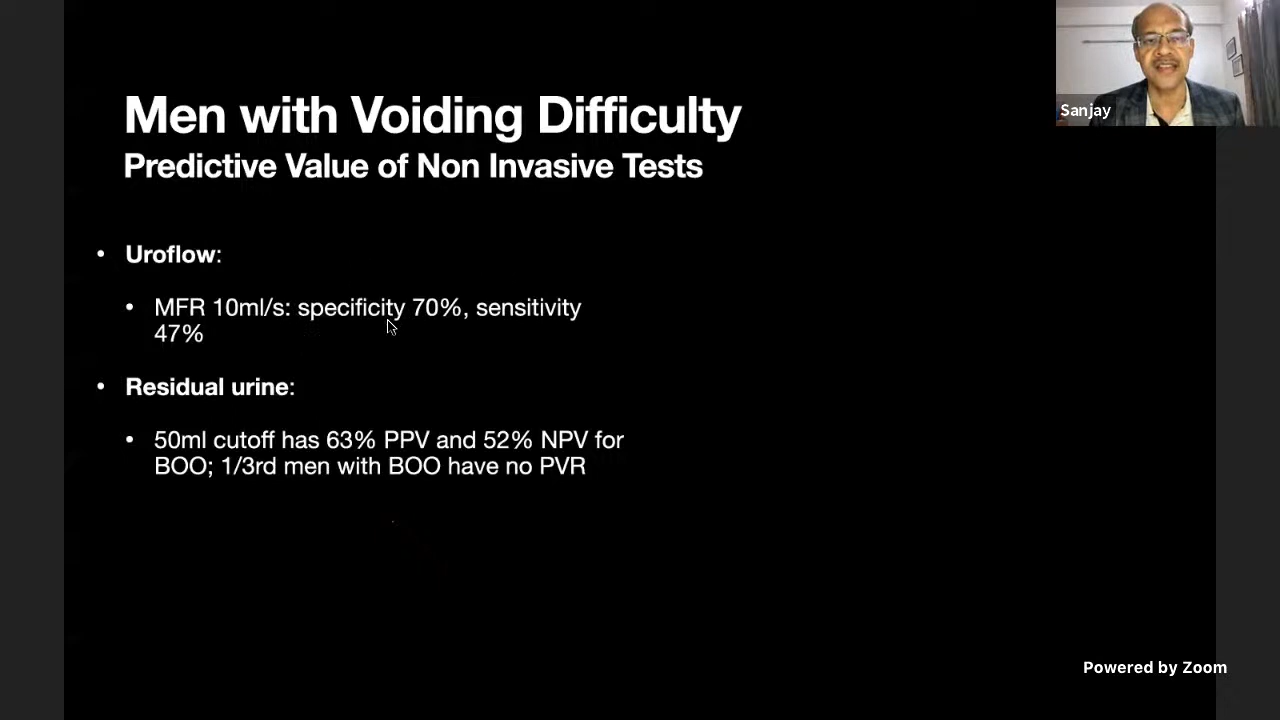 Men with Voiding Difficulty
Predictive Value of Non Invasive Tests
• Uroflow:
• MFR 10ml/s: specificity 70%, sensitivity
47%
• Residual urine:
• 50ml cutoff has 63% PPV and 52% NPV for
BOO; 1/3rd men with BOO have no PVR
Sanjay
Powered by Zoom